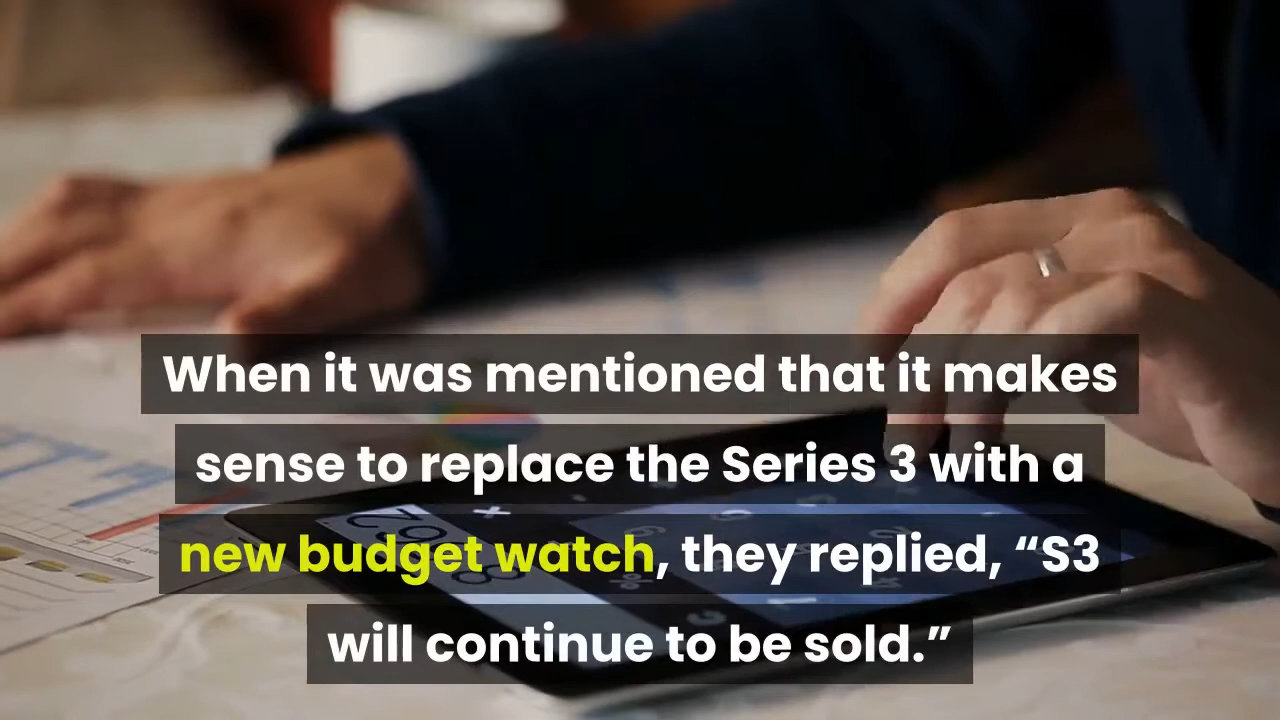 When it was mentioned that it makes
sense to replace the Series 3 with a
new budget watch, they replied, “S3
will continue to be sold.”